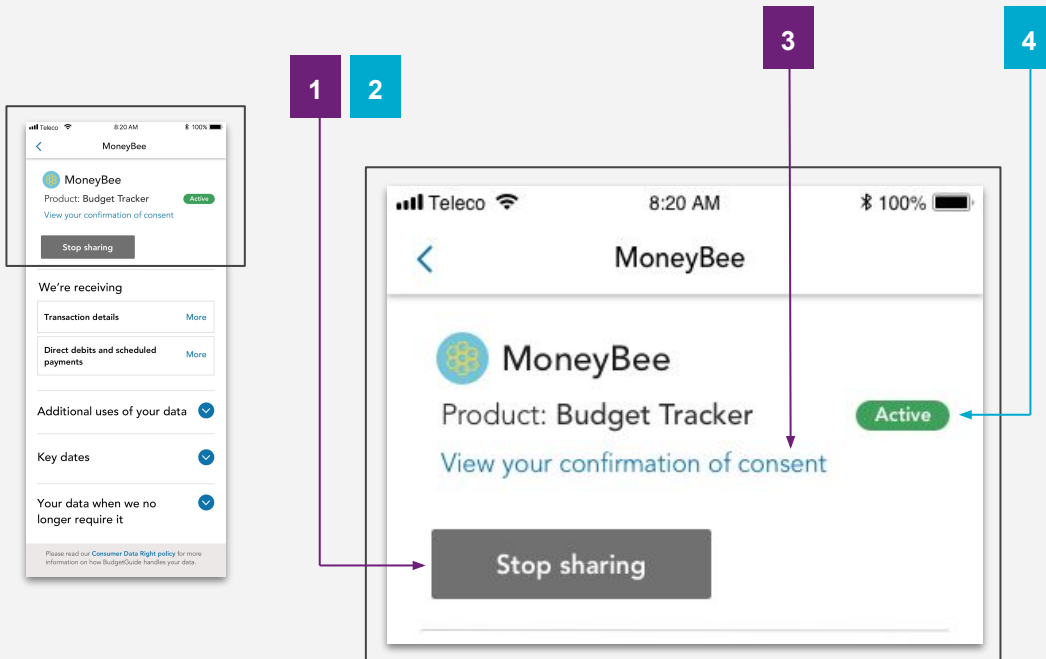 1
2
3
4
Teleco
8:20 AM
100%
MoneyBee
MoneyBee
Product: Budget Tracker
Active
View your confirmation of consent
Stop sharing
We're receiving
Transaction details
More
Direct debits and scheduled
payments
More
Additional uses of your data
Key dates
Your data when we no
longer require it
Please read our Consumer Data Right policy for more
information on how BudgetGuide handles your data.
Teleco
8:20 AM
100%
MoneyBee
MoneyBee
Product: Budget Tracker
Active
View your confirmation of consent
Stop sharing